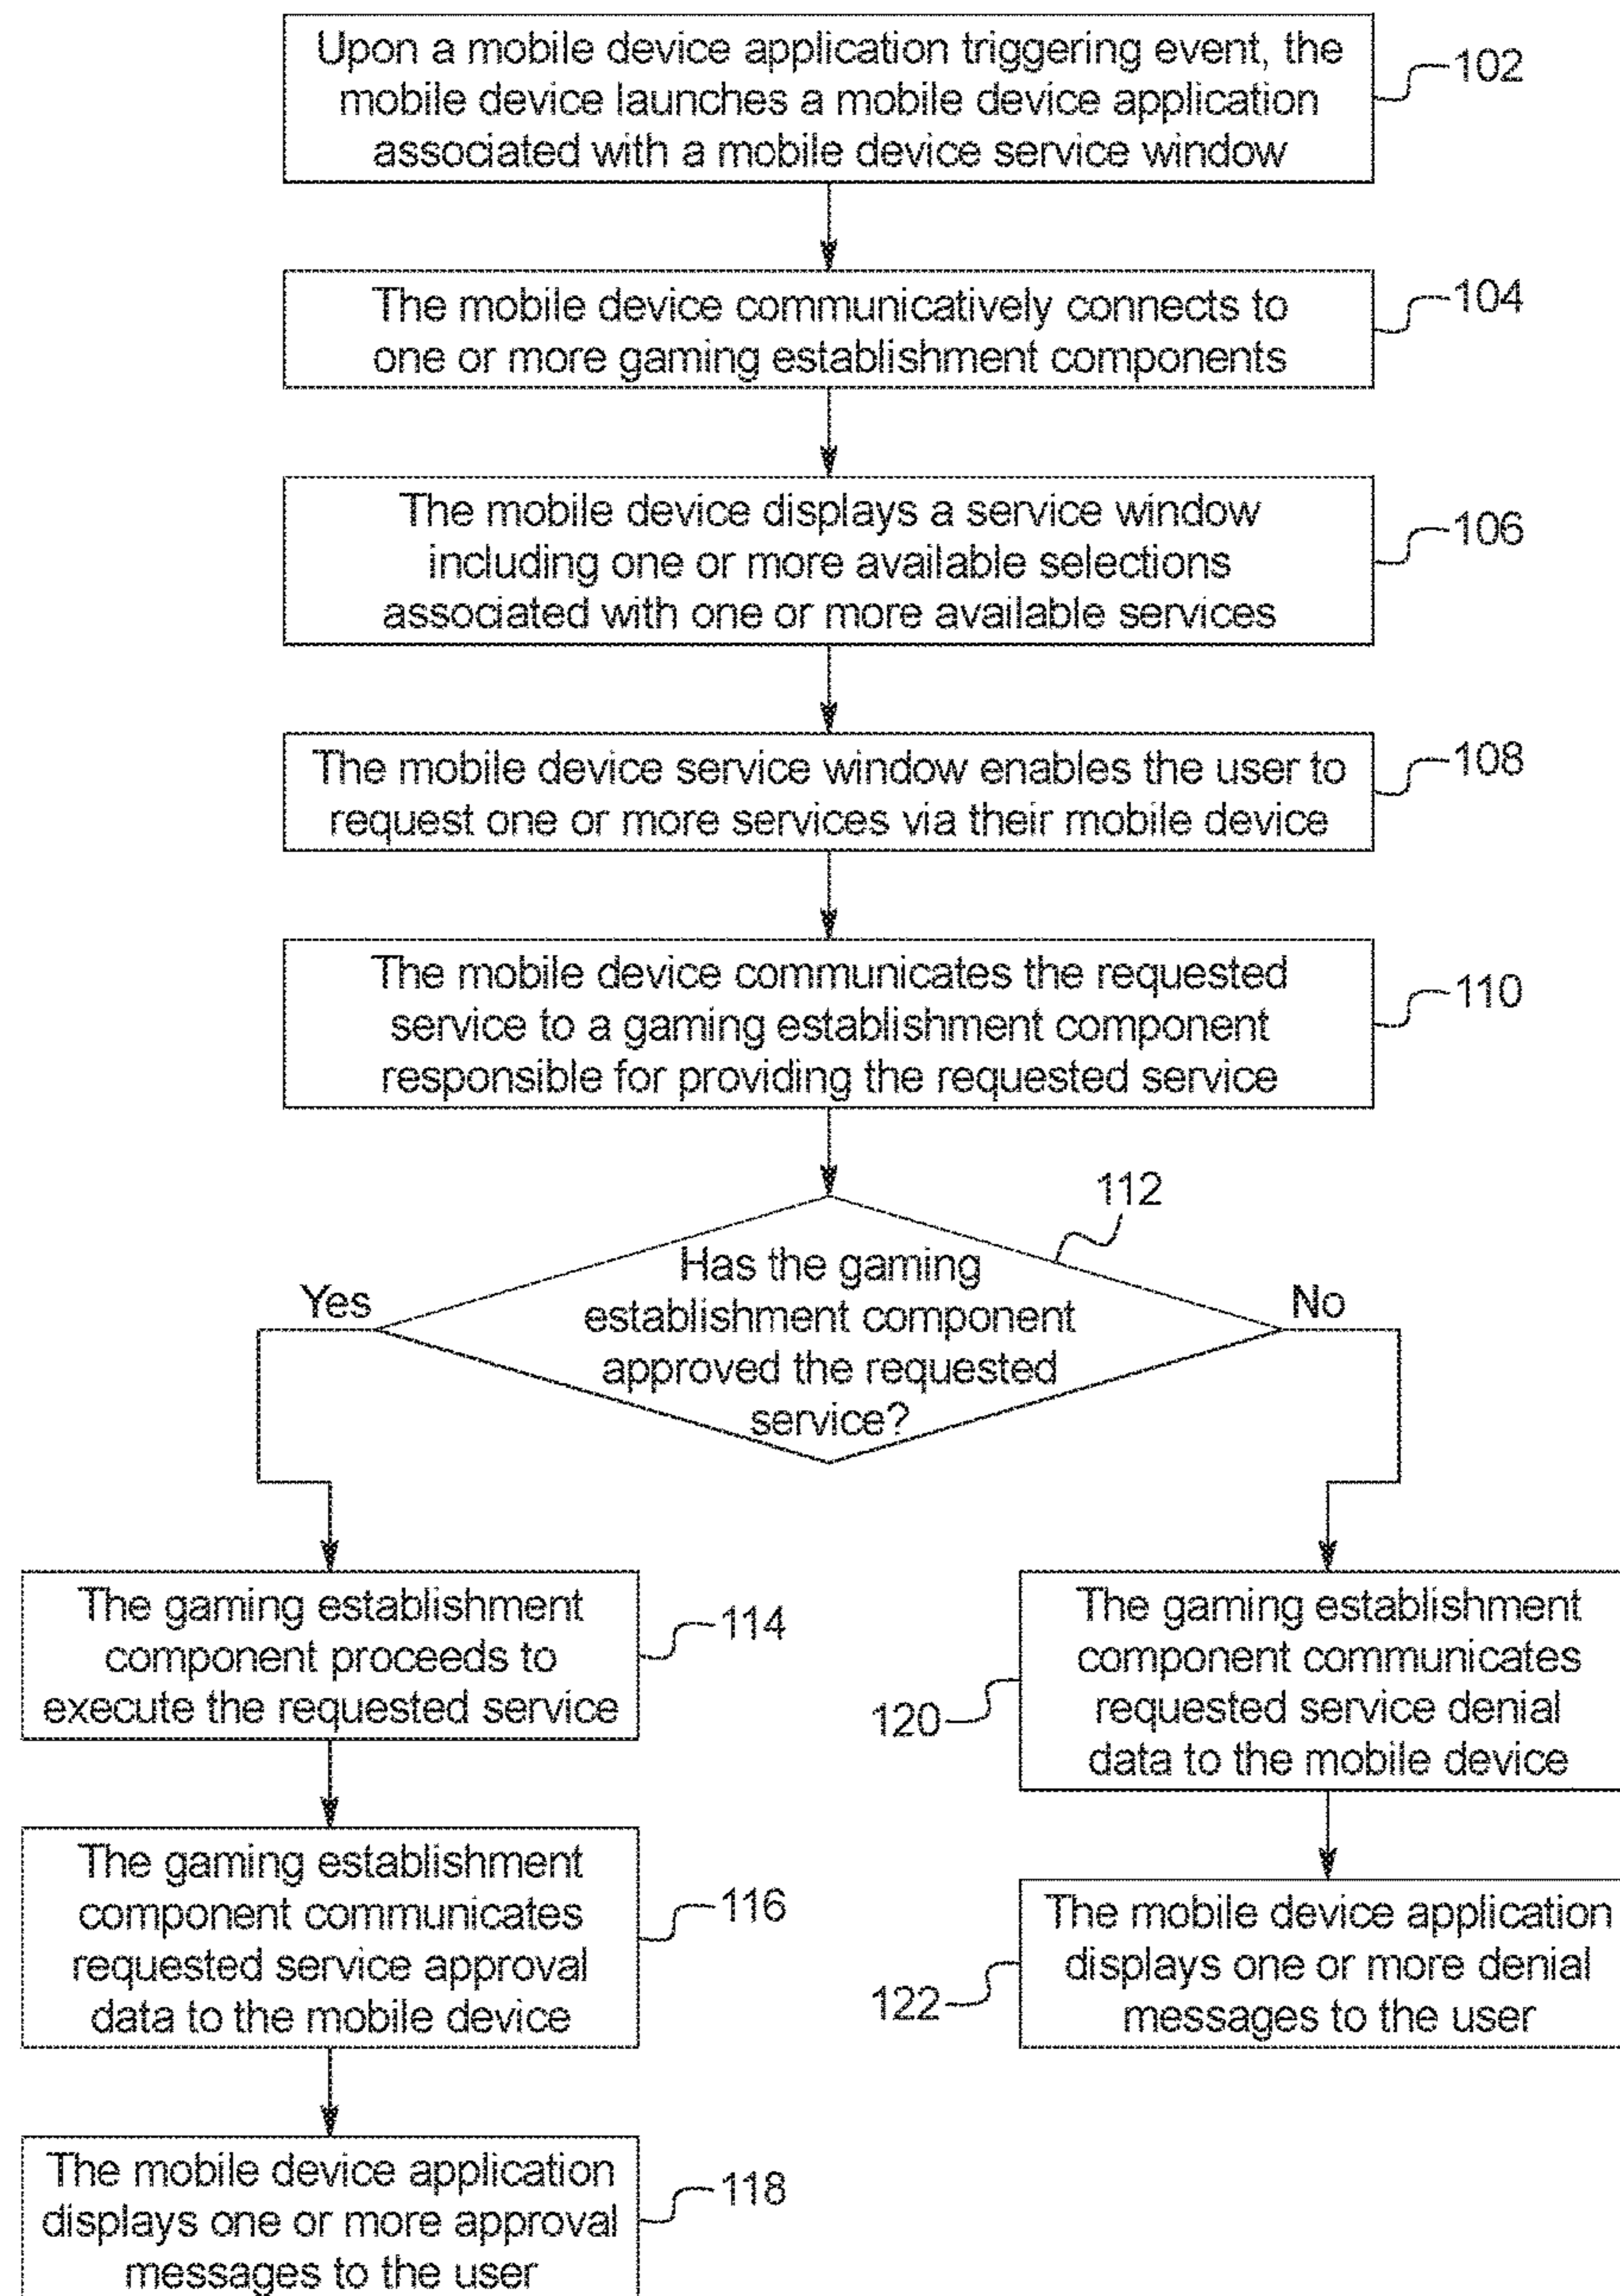 Upon a mobile device application triggering event, the
mobile device launches a mobile device application
associated with a mobile device service window
102
The mobile device communicatively connects to
one or more gaming establishment components
104
The mobile device displays a service window
including one or more available selections
associated with one or more available services
106
The mobile device service window enables the user to
request one or more services via their mobile device
108
The mobile device communicates the requested
service to a gaming establishment component
responsible for providing the requested service
110
112
Has the gaming
establishment component
approved the requested
service?
Yes
No
The gaming establishment
component proceeds to
execute the requested service
114
The gaming establishment
component communicates
requested service approval
data to the mobile device
116
The mobile device application
displays one or more approval
messages to the user
118
The gaming establishment
component communicates
requested service denial
data to the mobile device
120
The mobile device application
displays one or more denial
messages to the user
122